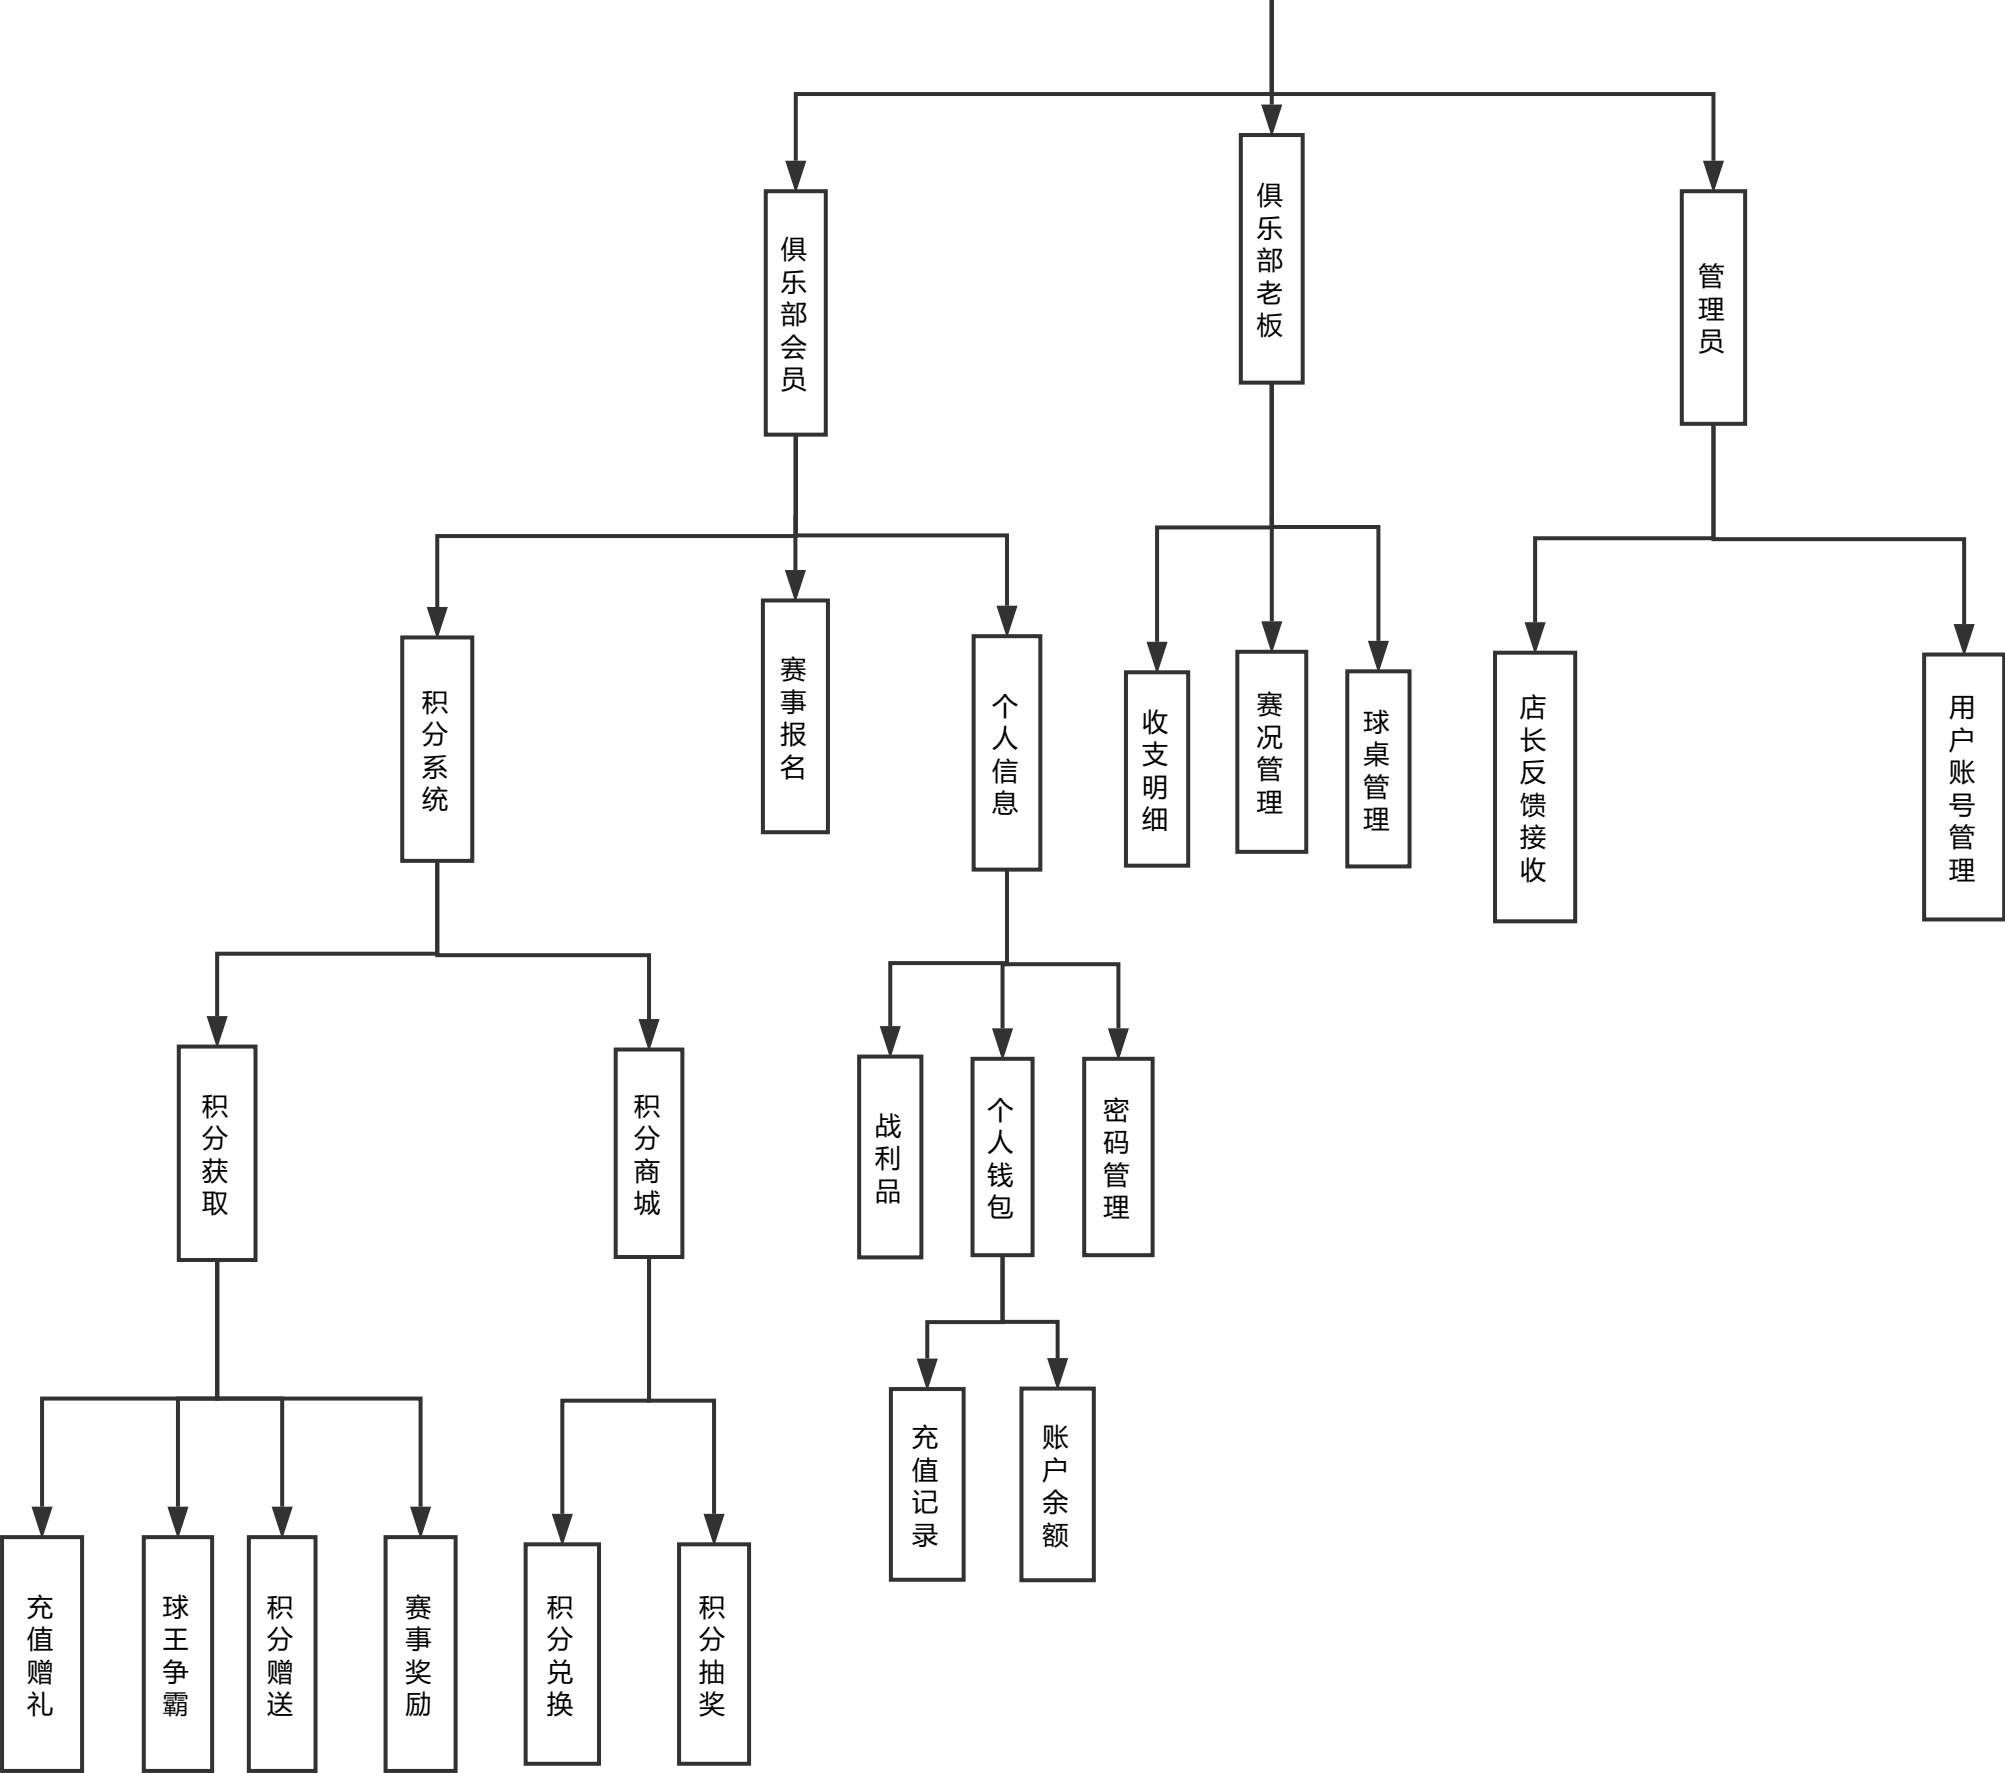 俱乐部会员
俱乐部老板
管理员
积分系统
赛事报名
个人信息
收支明细
赛况管理
球桌管理
店长反馈接收
用户账号管理
积分获取
积分商城
战利品
个人钱包
密码管理
充值记录
账户余额
充值赠礼
球王争霸
积分赠送
赛事奖励
积分兑换
积分抽奖